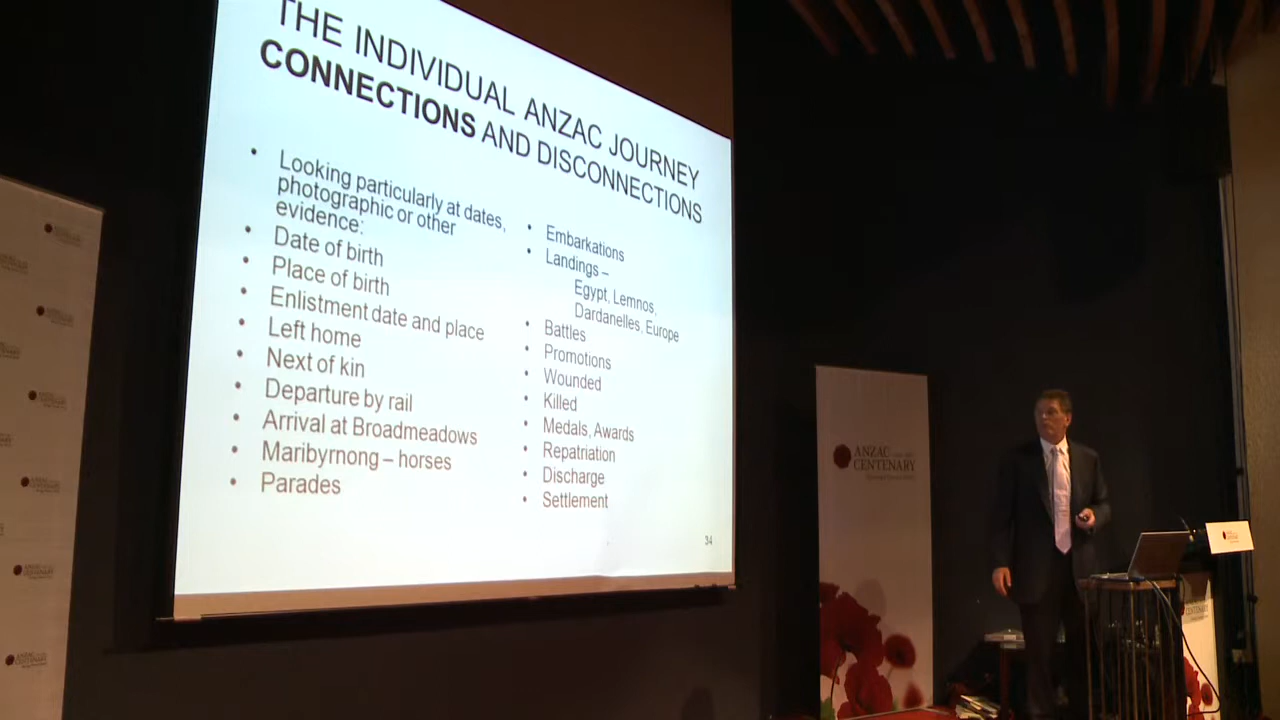 THE INDIVIDUAL ANZAC JOURNEY
CONNECTIONS AND DISCONNECTIONS
• Looking particularly at dates,
photographic or other
evidence:
• Date of birth
• Place of birth
• Enlistment date and place
• Left home
• Next of kin
• Departure by rail
• Arrival at Broadmeadows
• Maribyrnong – horses
• Parades
• Embarkations
• Landings –
Egypt, Lemnos,
Dardanelles, Europe
• Battles
• Promotions
• Wounded
• Killed
• Medals, Awards
• Repatriation
• Discharge
• Settlement
34
ANZAC
CENTENARY